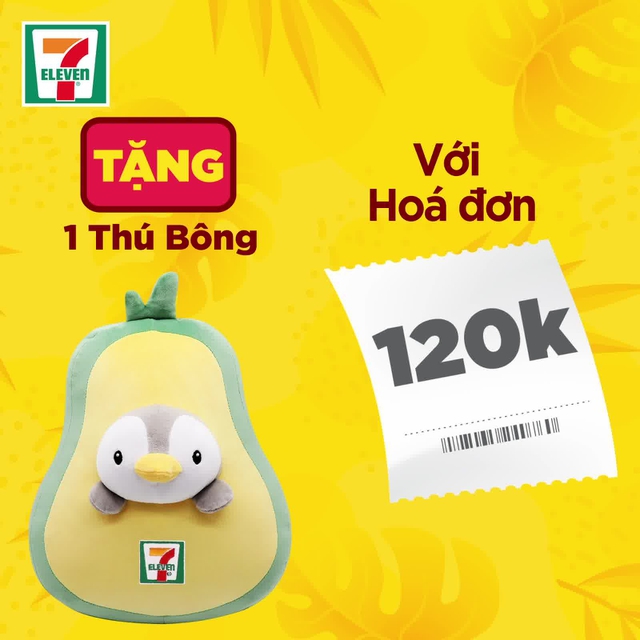 7
ELEVEN
TẶNG
1 Thú Bông
Với
Hoá đơn
120k
7
ELEVEN